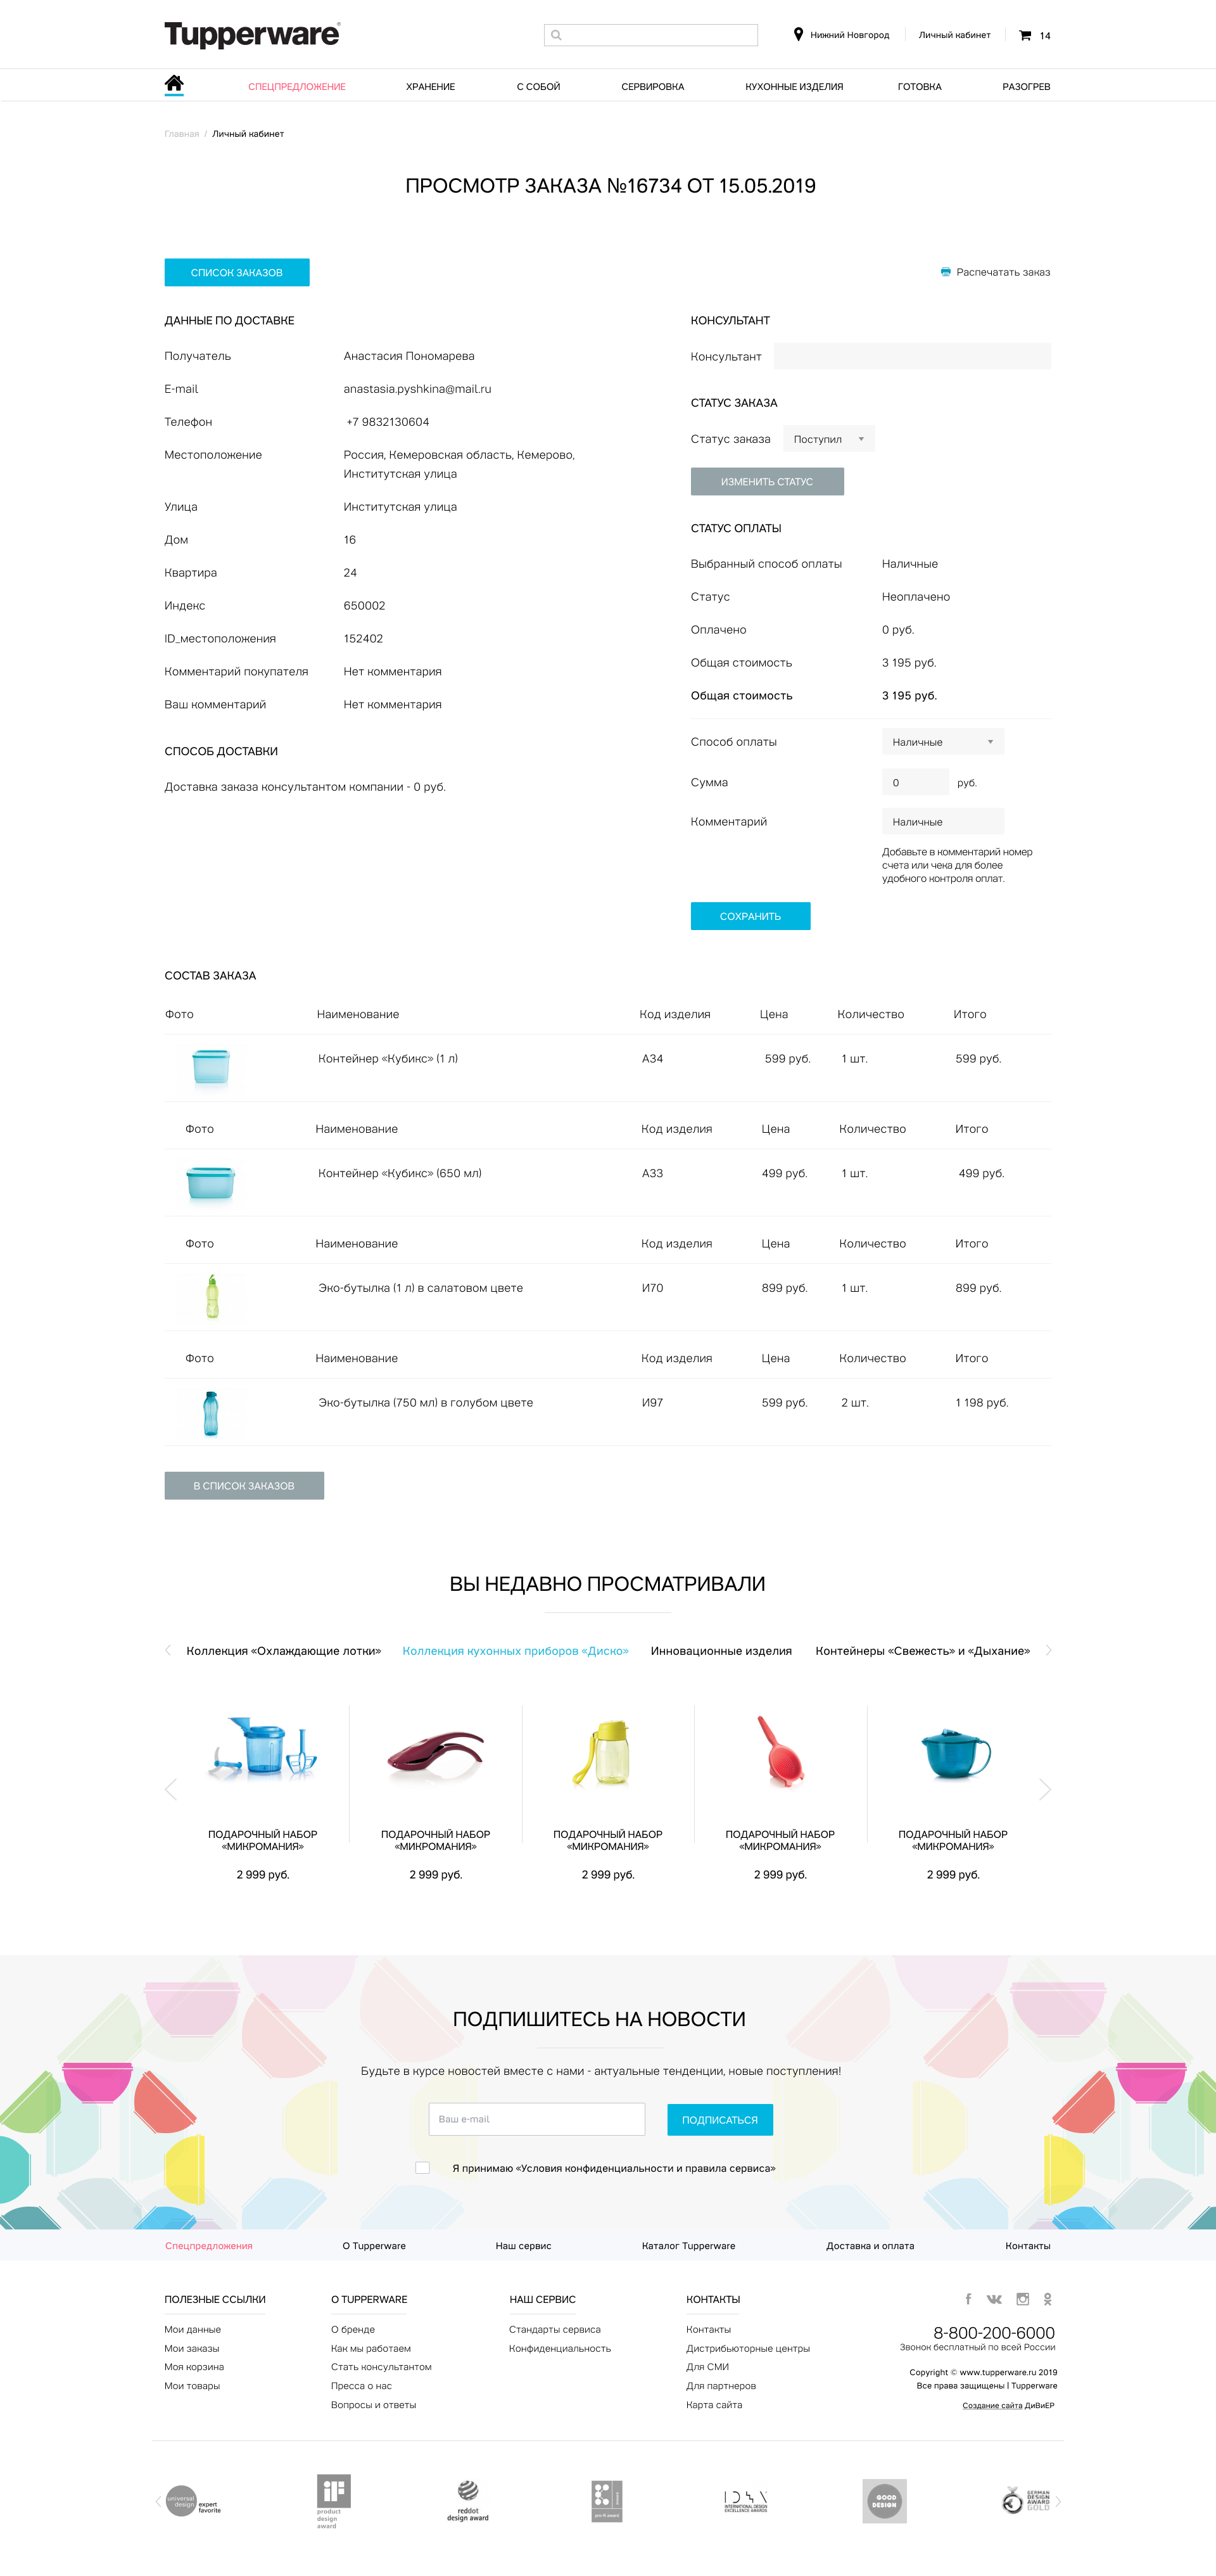 Tupperware®
Нижний Новгород
Личный кабинет
14
СПЕЦПРЕДЛОЖЕНИЕ ХРАНЕНИЕ С СОБОЙ СЕРВИРОВКА КУХОННЫЕ ИЗДЕЛИЯ ГОТОВКА РАЗОГРЕВ
Главная / Личный кабинет
ПРОСМОТР ЗАКАЗА №16734 ОТ 15.05.2019
СПИСОК ЗАКАЗОВ
Распечатать заказ
ДАННЫЕ ПО ДОСТАВКЕ
Получатель Анастасия Пономарева
E-mail anastasia.pyshkina@mail.ru
Телефон +7 9832130604
Местоположение Россия, Кемеровская область, Кемерово,
Институтская улица
Улица Институтская улица
Дом 16
Квартира 24
Индекс 650002
ID_местоположения 152402
Комментарий покупателя Нет комментария
Ваш комментарий Нет комментария
СПОСОБ ДОСТАВКИ
Доставка заказа консультантом компании - 0 руб.
КОНСУЛЬТАНТ
Консультант
СТАТУС ЗАКАЗА
Статус заказа Поступил
ИЗМЕНИТЬ СТАТУС
СТАТУС ОПЛАТЫ
Выбранный способ оплаты Наличные
Статус Неоплачено
Оплачено 0 руб.
Общая стоимость 3 195 руб.
Общая стоимость 3 195 руб.
Способ оплаты Наличные
Сумма 0 руб.
Комментарий Наличные
Добавьте в комментарий номер
счета или чека для более
удобного контроля оплат.
СОХРАНИТЬ
СОСТАВ ЗАКАЗА
Фото Наименование Код изделия Цена Количество Итого
Контейнер «Кубикс» (1 л) А34 599 руб. 1 шт. 599 руб.
Фото Наименование Код изделия Цена Количество Итого
Контейнер «Кубикс» (650 мл) А33 499 руб. 1 шт. 499 руб.
Фото Наименование Код изделия Цена Количество Итого
Эко-бутылка (1 л) в салатовом цвете И70 899 руб. 1 шт. 899 руб.
Фото Наименование Код изделия Цена Количество Итого
Эко-бутылка (750 мл) в голубом цвете И97 599 руб. 2 шт. 1 198 руб.
В СПИСОК ЗАКАЗОВ
ВЫ НЕДАВНО ПРОСМАТРИВАЛИ
Коллекция «Охлаждающие лотки» Коллекция кухонных приборов «Диско» Инновационные изделия Контейнеры «Свежесть» и «Дыхание»
ПОДАРОЧНЫЙ НАБОР ПОДАРОЧНЫЙ НАБОР ПОДАРОЧНЫЙ НАБОР ПОДАРОЧНЫЙ НАБОР ПОДАРОЧНЫЙ НАБОР
«МИКРОМАНИЯ» «МИКРОМАНИЯ» «МИКРОМАНИЯ» «МИКРОМАНИЯ» «МИКРОМАНИЯ»
2 999 руб. 2 999 руб. 2 999 руб. 2 999 руб. 2 999 руб.
ПОДПИШИТЕСЬ НА НОВОСТИ
Будьте в курсе новостей вместе с нами - актуальные тенденции, новые поступления!
Ваш e-mail ПОДПИСАТЬСЯ
Я принимаю «Условия конфиденциальности и правила сервиса»
Спецпредложения О Tupperware Наш сервис Каталог Tupperware Доставка и оплата Контакты
ПОЛЕЗНЫЕ ССЫЛКИ
Мои данные
Мои заказы
Моя корзина
Мои товары
О TUPPERWARE
О бренде
Как мы работаем
Стать консультантом
Пресса о нас
Вопросы и ответы
НАШ СЕРВИС
Стандарты сервиса
Конфиденциальность
КОНТАКТЫ
Контакты
Дистрибьюторные центры
Для СМИ
Для партнеров
Карта сайта
8-800-200-6000
Звонок бесплатный по всей России
Copyright © www.tupperware.ru 2019
Все права защищены | Tupperware
Создание сайта ДиВиЕР
universal
design
expert
favorite
iF
product
design
award
reddot
design award
IDEA
INTERNATIONAL DESIGN
EXCELLENCE AWARDS
GOOD
DESIGN
GERMAN
DESIGN
AWARD
GOLD